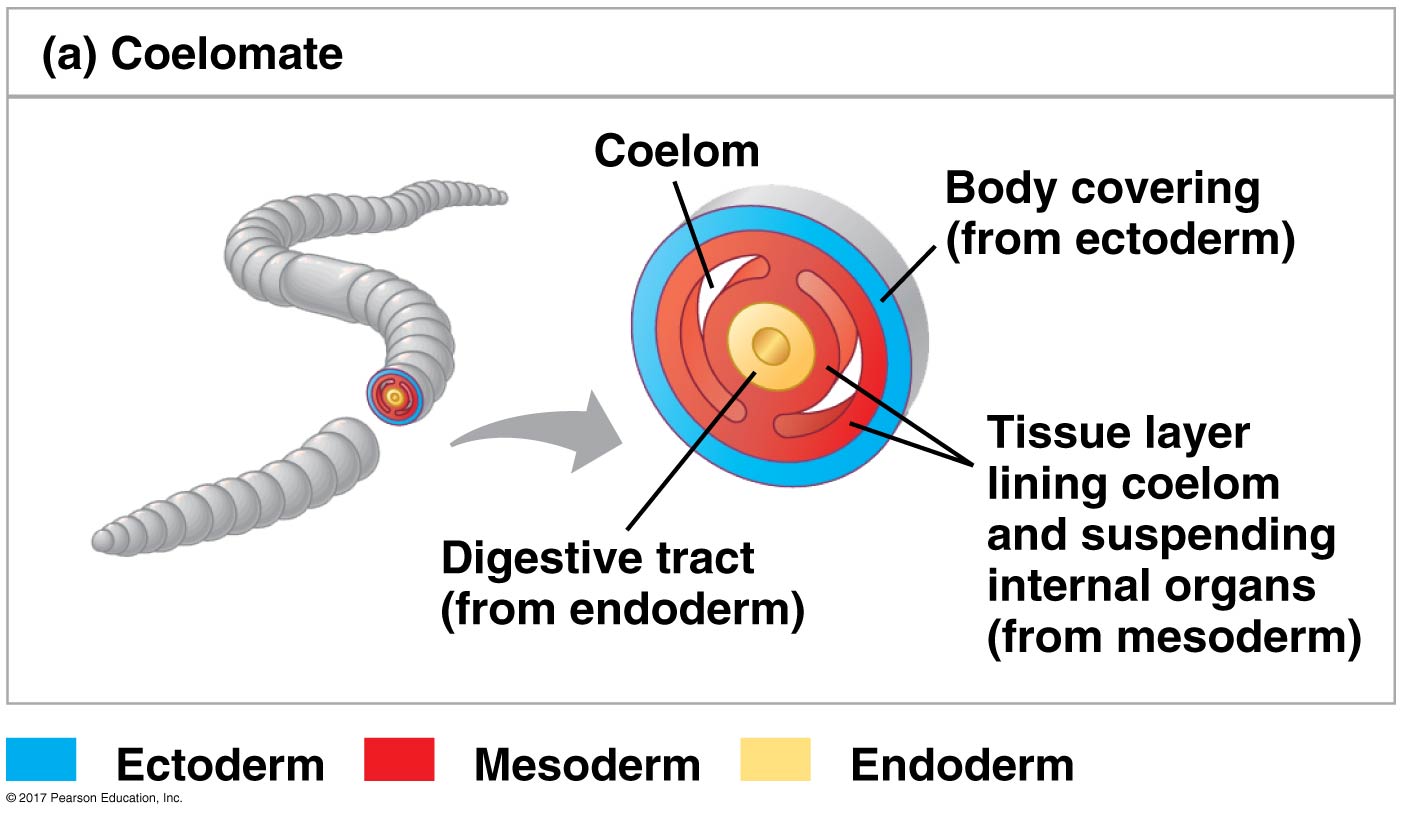 (a) Coelomate
Coelom
Body covering
(from ectoderm)
Digestive tract
(from endoderm)
Tissue layer
lining coelom
and suspending
internal organs
(from mesoderm)
Ectoderm
Mesoderm
Endoderm
© 2017 Pearson Education, Inc.